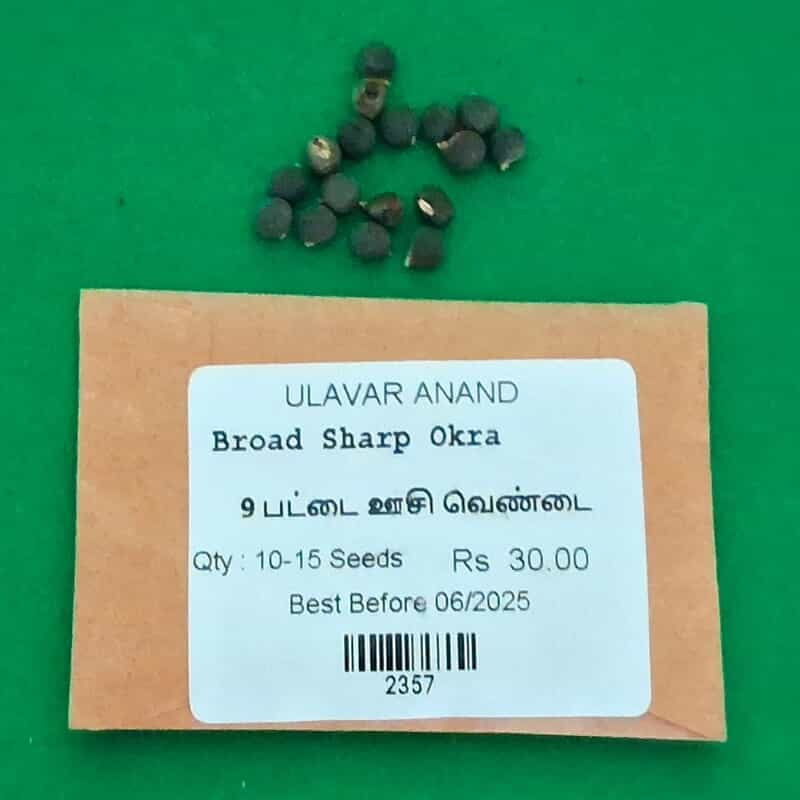 ULAVAR ANAND
Broad Sharp Okra
9 பட்டை ஊசி வெண்டை
Qty : 10-15 Seeds Rs 30.00
Best Before 06/2025
2357